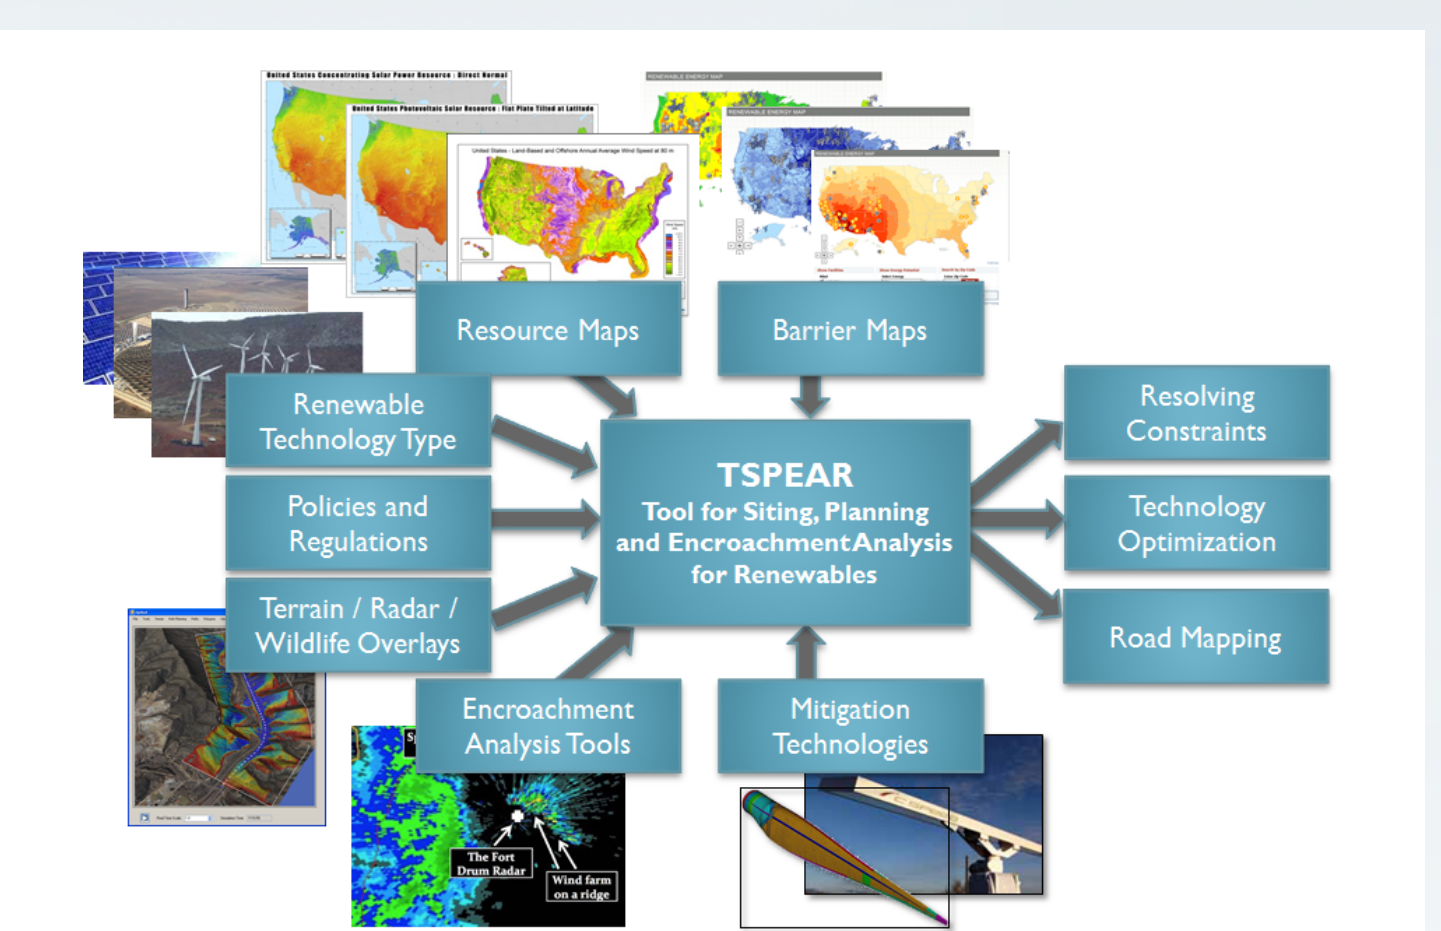 United States Concentrating Solar Power Resource : Direct Normal
United States Photovoltaic Solar Resource : Flat Plate Tilted at Latitude
United States - Land-Based and Offshore Annual Average Wind Speed at 80 m
RENEWABLE ENERGY MAP
RENEWABLE ENERGY MAP
RENEWABLE ENERGY MAP
Resource Maps
Barrier Maps
Renewable
Technology Type
Policies and
Regulations
Terrain / Radar /
Wildlife Overlays
Encroachment
Analysis Tools
Mitigation
Technologies
TSPEAR
Tool for Siting, Planning
and Encroachment Analysis
for Renewables
Resolving
Constraints
Technology
Optimization
Road Mapping
The Fort
Drum Radar
Wind farm
on a ridge